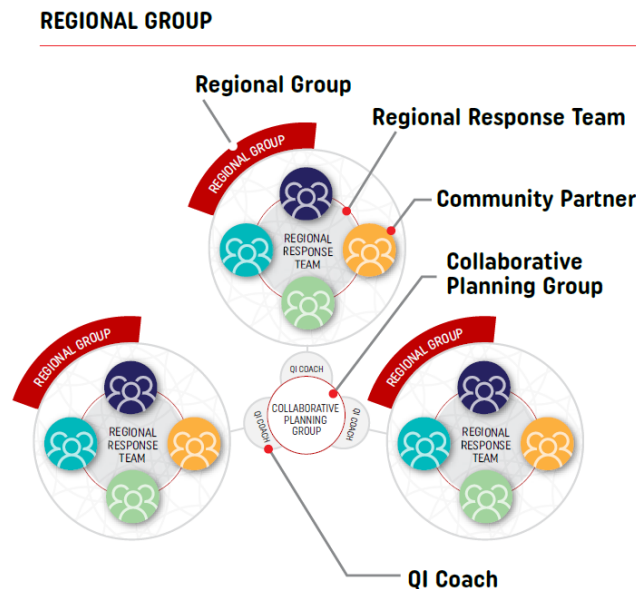 REGIONAL GROUP
Regional Group
Regional Response Team
REGIONAL GROUP
Community Partner
REGIONAL
RESPONSE
TEAM
Collaborative
Planning Group
REGIONAL GROUP
REGIONAL GROUP
QI COACH
QI COACH
COLLABORATIVE
PLANNING
GROUP
QI COACH
REGIONAL
RESPONSE
TEAM
REGIONAL
RESPONSE
TEAM
QI Coach